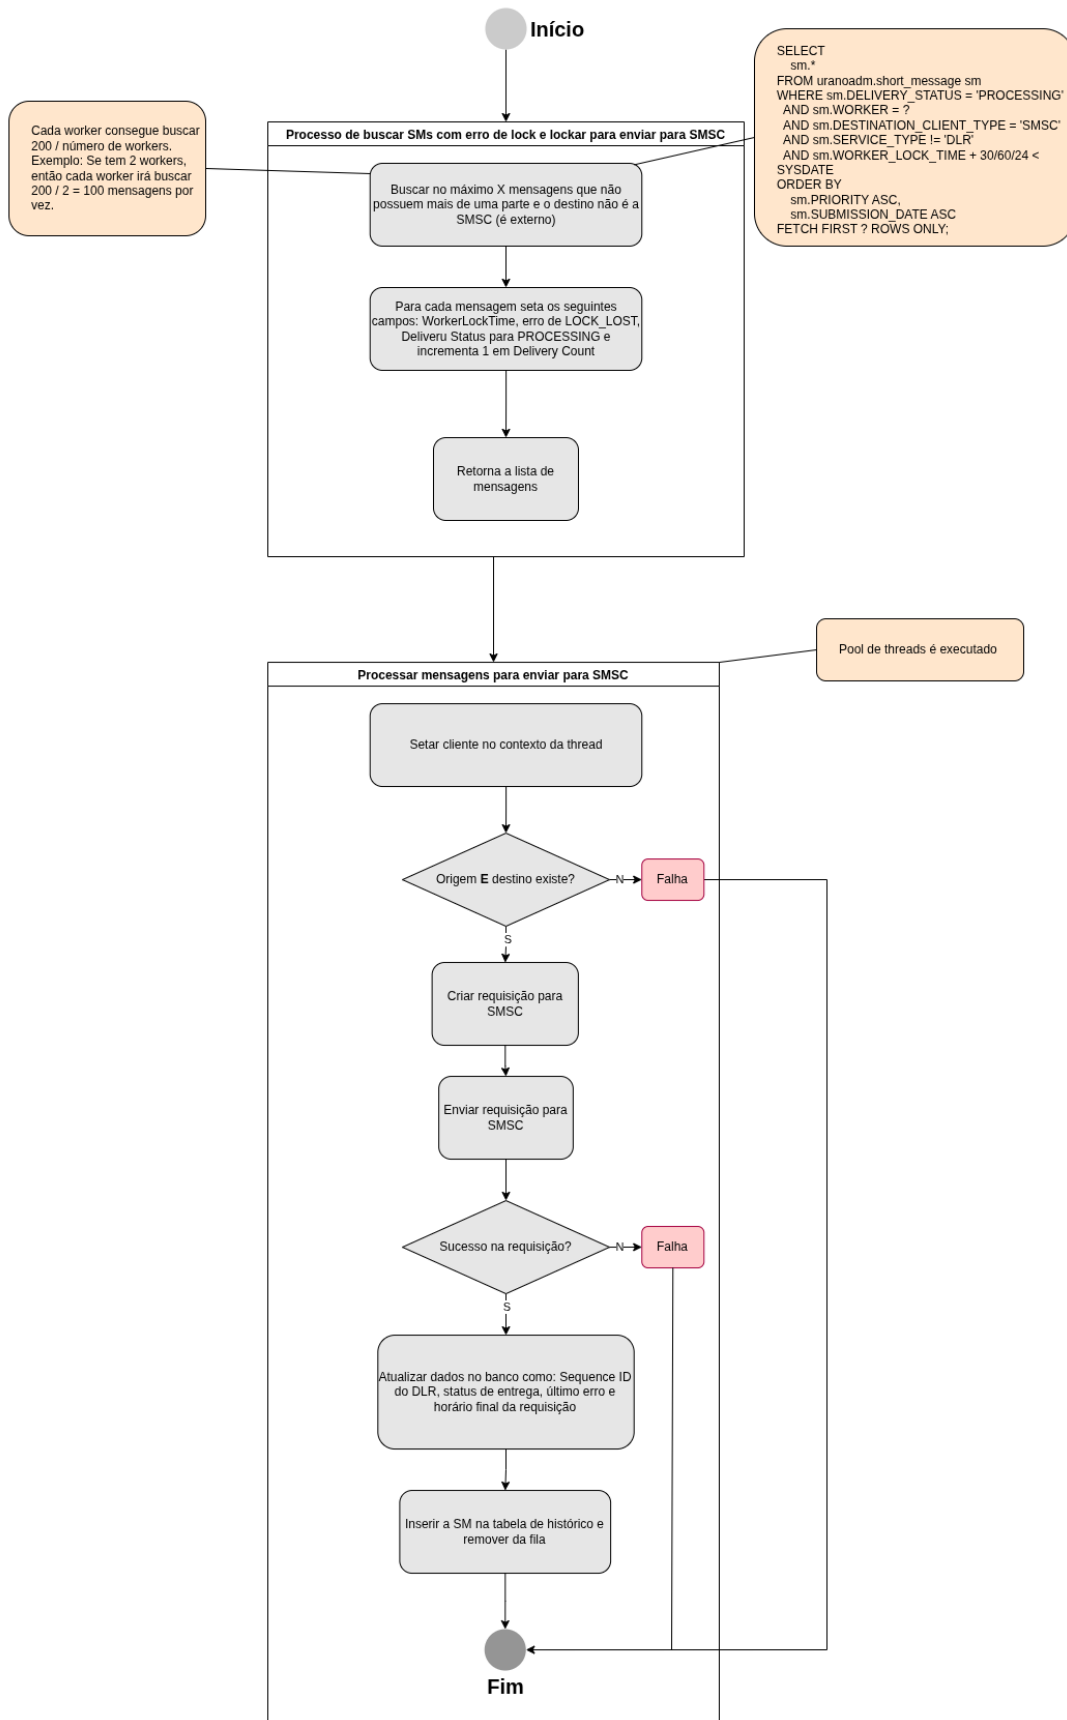 Início
SELECT
sm.*
FROM uranoadm.short_message sm
WHERE sm.DELIVERY_STATUS = 'PROCESSING'
AND sm.WORKER = ?
AND sm.DESTINATION_CLIENT_TYPE = 'SMSC'
AND sm.SERVICE_TYPE != 'DLR'
AND sm.WORKER_LOCK_TIME + 30/60/24 <
SYSDATE
ORDER BY
sm.PRIORITY ASC,
sm.SUBMISSION_DATE ASC
FETCH FIRST ? ROWS ONLY;
Cada worker consegue buscar
200 / número de workers.
Exemplo: Se tem 2 workers,
então cada worker irá buscar
200 / 2 = 100 mensagens por
vez.
Processo de buscar SMs com erro de lock e lockar para enviar para SMSC
Buscar no máximo X mensagens que não
possuem mais de uma parte e o destino não é a
SMSC (é externo)
Para cada mensagem seta os seguintes
campos: WorkerLockTime, erro de LOCK_LOST,
Deliveru Status para PROCESSING e
incrementa 1 em Delivery Count
Retorna a lista de
mensagens
Pool de threads é executado
Processar mensagens para enviar para SMSC
Setar cliente no contexto da thread
Origem E destino existe?
N
Falha
S
Criar requisição para
SMSC
Enviar requisição para
SMSC
Sucesso na requisição?
N
Falha
S
Atualizar dados no banco como: Sequence ID
do DLR, status de entrega, último erro e
horário final da requisição
Inserir a SM na tabela de histórico e
remover da fila
Fim